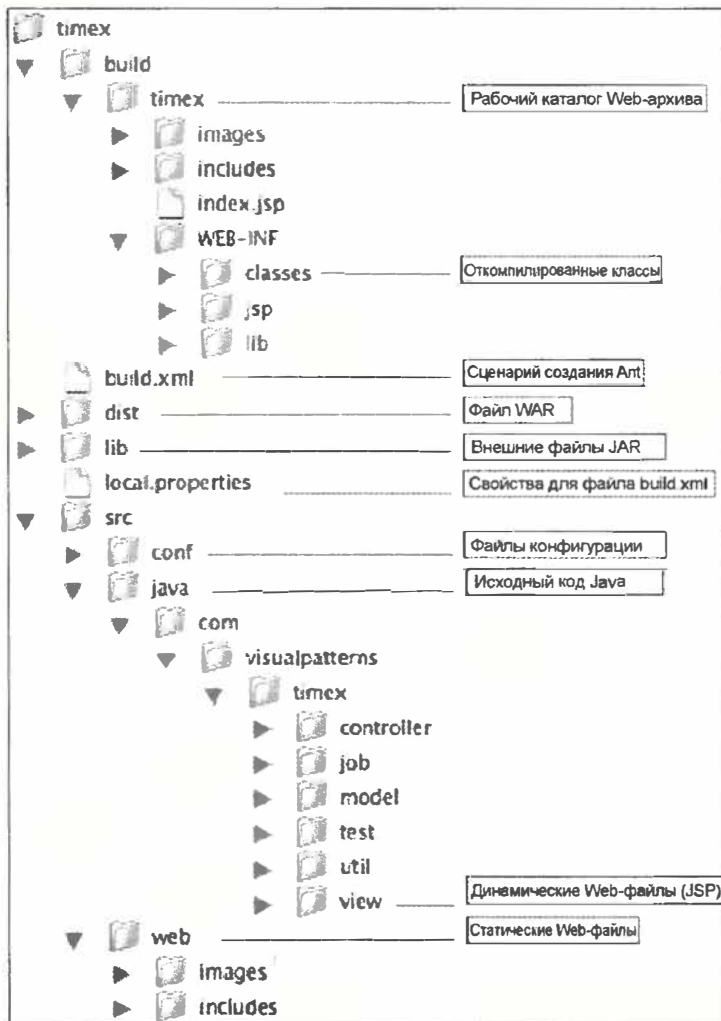 timex
build
timex Рабочий каталог Web-архива
images
includes
index.jsp
WEB-INF
classes Откомпилированные классы
jsp
lib
build.xml Сценарий создания Ant
dist Файл WAR
lib Внешние файлы JAR
local.properties Свойства для файла build.xml
src
conf Файлы конфигурации
java Исходный код Java
com
visualpatterns
timex
controller
job
model
test
util
view Динамические Web-файлы (JSP)
web Статические Web-файлы
images
includes